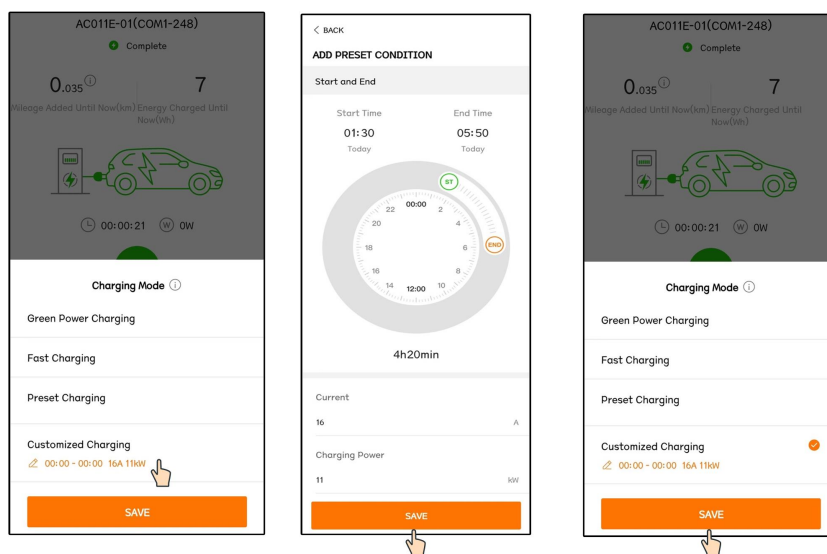 AC011E-01(COM1-248)
Complete
0.035
7
Mileage Added Until Now(km)
Energy Charged Until
Now(Wh)
00:00:21
W 0W
Charging Mode i
Green Power Charging
Fast Charging
Preset Charging
Customized Charging
00:00 - 00:00 16A 11kW
SAVE
< BACK
ADD PRESET CONDITION
Start and End
Start Time
End Time
01:30
05:50
Today
Today
ST
END
00:00
2
4
6
8
10
12:00
14
16
18
20
22
4h20min
Current
16 A
Charging Power
11 kW
SAVE
AC011E-01(COM1-248)
Complete
0.035
7
Mileage Added Until Now(km)
Energy Charged Until
Now(Wh)
00:00:21
W 0W
Charging Mode i
Green Power Charging
Fast Charging
Preset Charging
Customized Charging
00:00 - 00:00 16A 11kW
SAVE